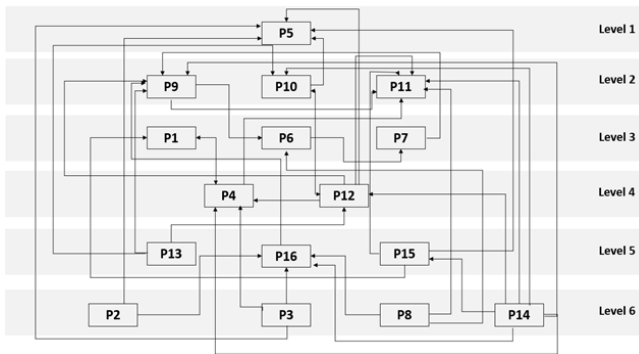 P5 Level 1
P9 P10 P11 Level 2
P1 P6 P7 Level 3
P4 P12 Level 4
P13 P16 P15 Level 5
P2 P3 P8 P14 Level 6